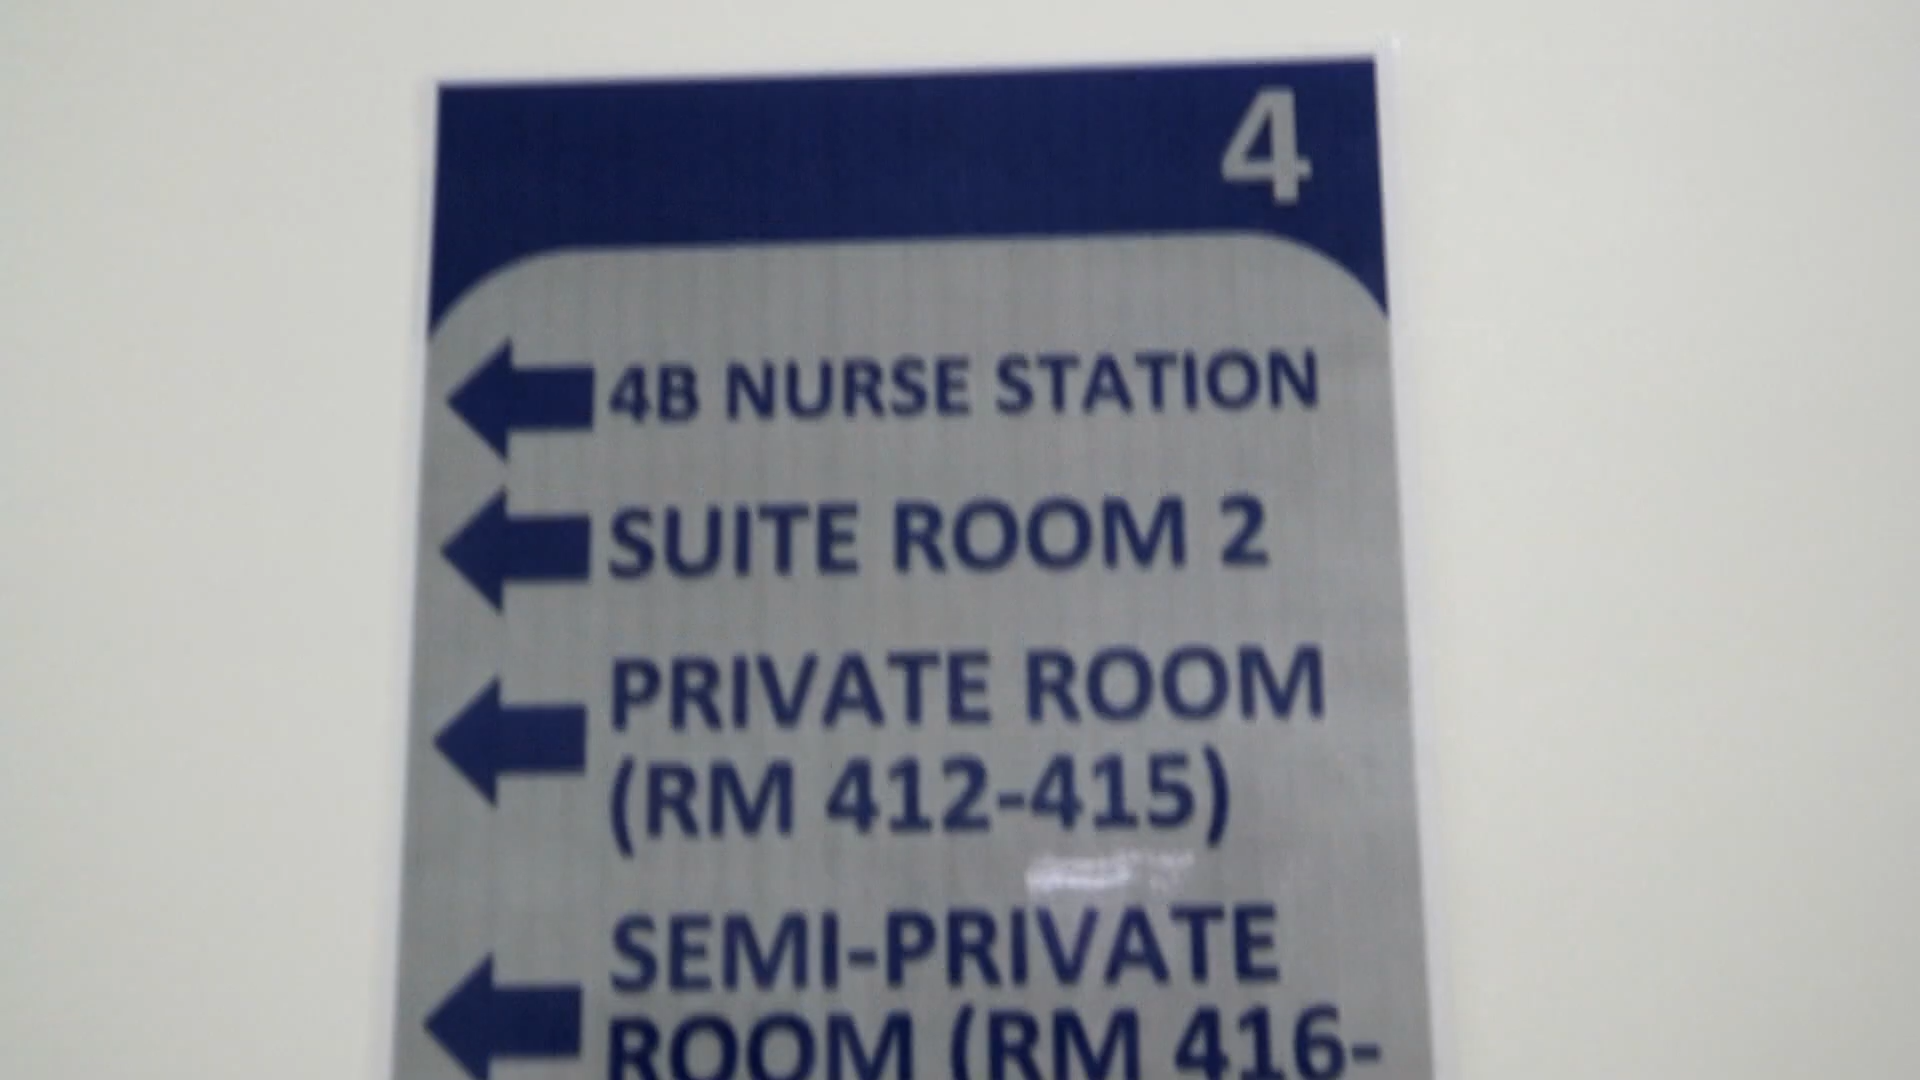 4
4B NURSE STATION
SUITE ROOM 2
PRIVATE ROOM
(RM 412-415)
SEMI-PRIVATE
ROOM (RM 416-